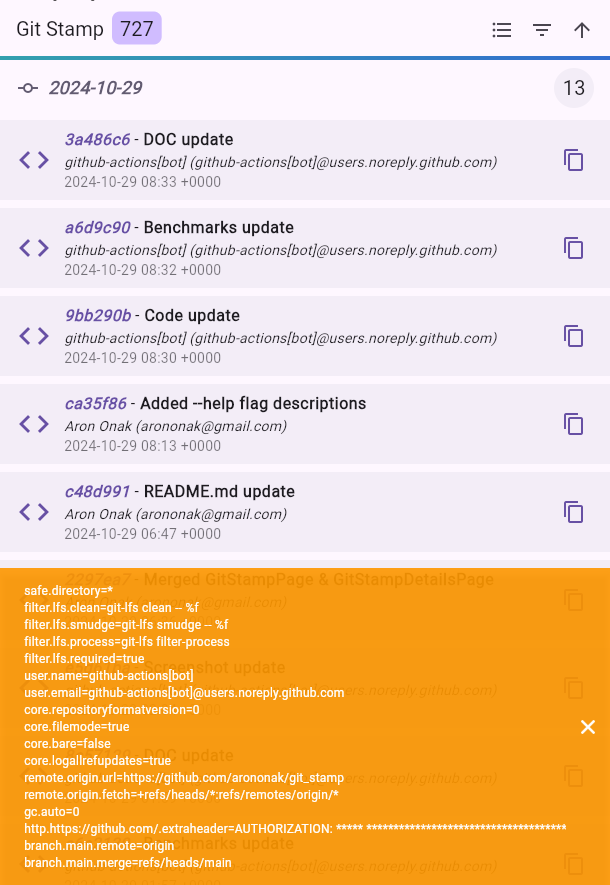 Git Stamp 727
2024-10-29 13
3a486c6 - DOC update
github-actions[bot] (github-actions[bot]@users.noreply.github.com)
2024-10-29 08:33 +0000
a6d9c90 - Benchmarks update
github-actions[bot] (github-actions[bot]@users.noreply.github.com)
2024-10-29 08:32 +0000
9bb290b - Code update
github-actions[bot] (github-actions[bot]@users.noreply.github.com)
2024-10-29 08:30 +0000
ca35f86 - Added --help flag descriptions
Aron Onak (arononak@gmail.com)
2024-10-29 08:13 +0000
c48d991 - README.md update
Aron Onak (arononak@gmail.com)
2024-10-29 06:47 +0000
2297ea7 - Merged GitStampPage & GitStampDetailsPage
safe.directory=*
filter.lfs.clean=git-lfs clean -- %f
filter.lfs.smudge=git-lfs smudge -- %f
filter.lfs.process=git-lfs filter-process
filter.lfs.required=true
Screenshot update
user.name=github-actions[bot]
user.email=github-actions[bot]@users.noreply.github.com
core.repositoryformatversion=0
core.filemode=true
core.bare=false
DOC update
core.logallrefupdates=true
remote.origin.url=https://github.com/arononak/git_stamp
remote.origin.fetch=+refs/heads/*:refs/remotes/origin/*
gc.auto=0
http.https://github.com/.extraheader=AUTHORIZATION: ***** ****************************************
Benchmarks update
branch.main.remote=origin
branch.main.merge=refs/heads/main